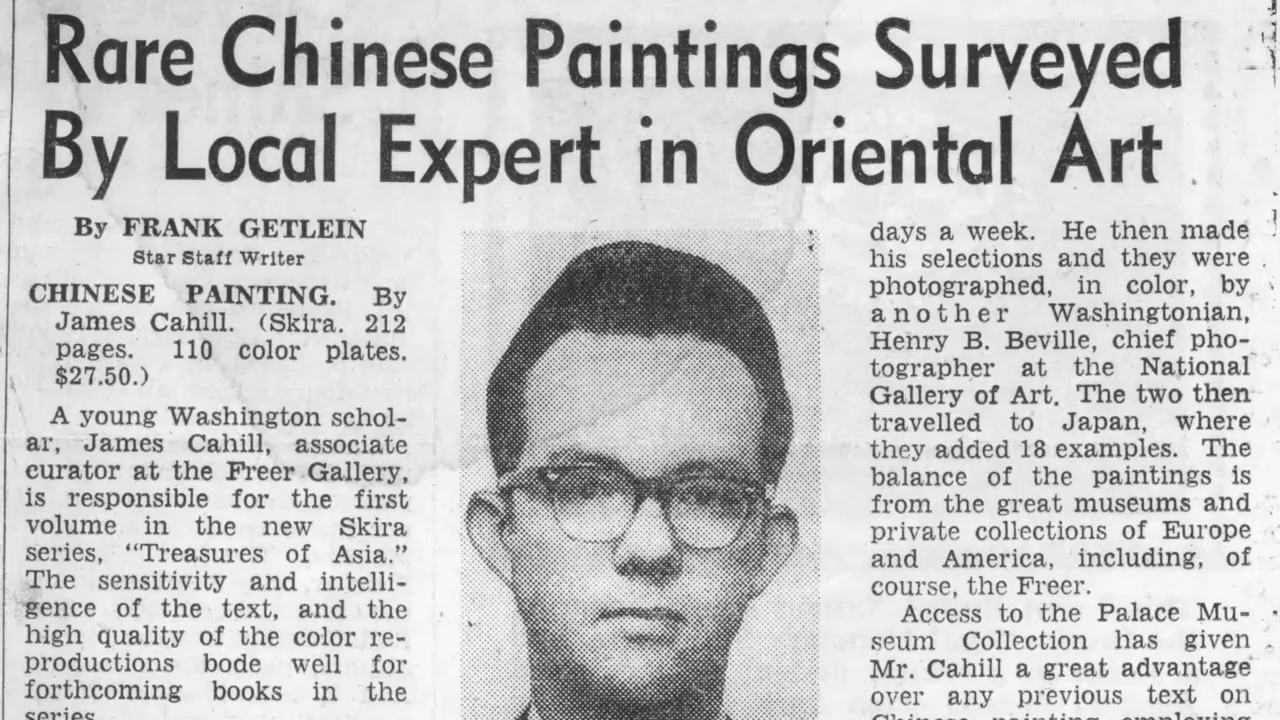 Rare Chinese Paintings Surveyed
By Local Expert in Oriental Art
By FRANK GETLEIN
Star Staff Writer
CHINESE PAINTING. By
James Cahill. (Skira. 212
pages. 110 color plates.
$27.50.)
A young Washington schol-
ar, James Cahill, associate
curator at the Freer Gallery,
is responsible for the first
volume in the new Skira
series, "Treasures of Asia."
The sensitivity and intelli-
gence of the text, and the
high quality of the color re-
productions bode well for
forthcoming books in the
series.
days a week. He then made
his selections and they were
photographed, in color, by
another Washingtonian,
Henry B. Beville, chief pho-
tographer at the National
Gallery of Art. The two then
travelled to Japan, where
they added 18 examples. The
balance of the paintings is
from the great museums and
private collections of Europe
and America, including, of
course, the Freer.
Access to the Palace Mu-
seum Collection has given
Mr. Cahill a great advantage
over any previous text on
Chinese painting employing